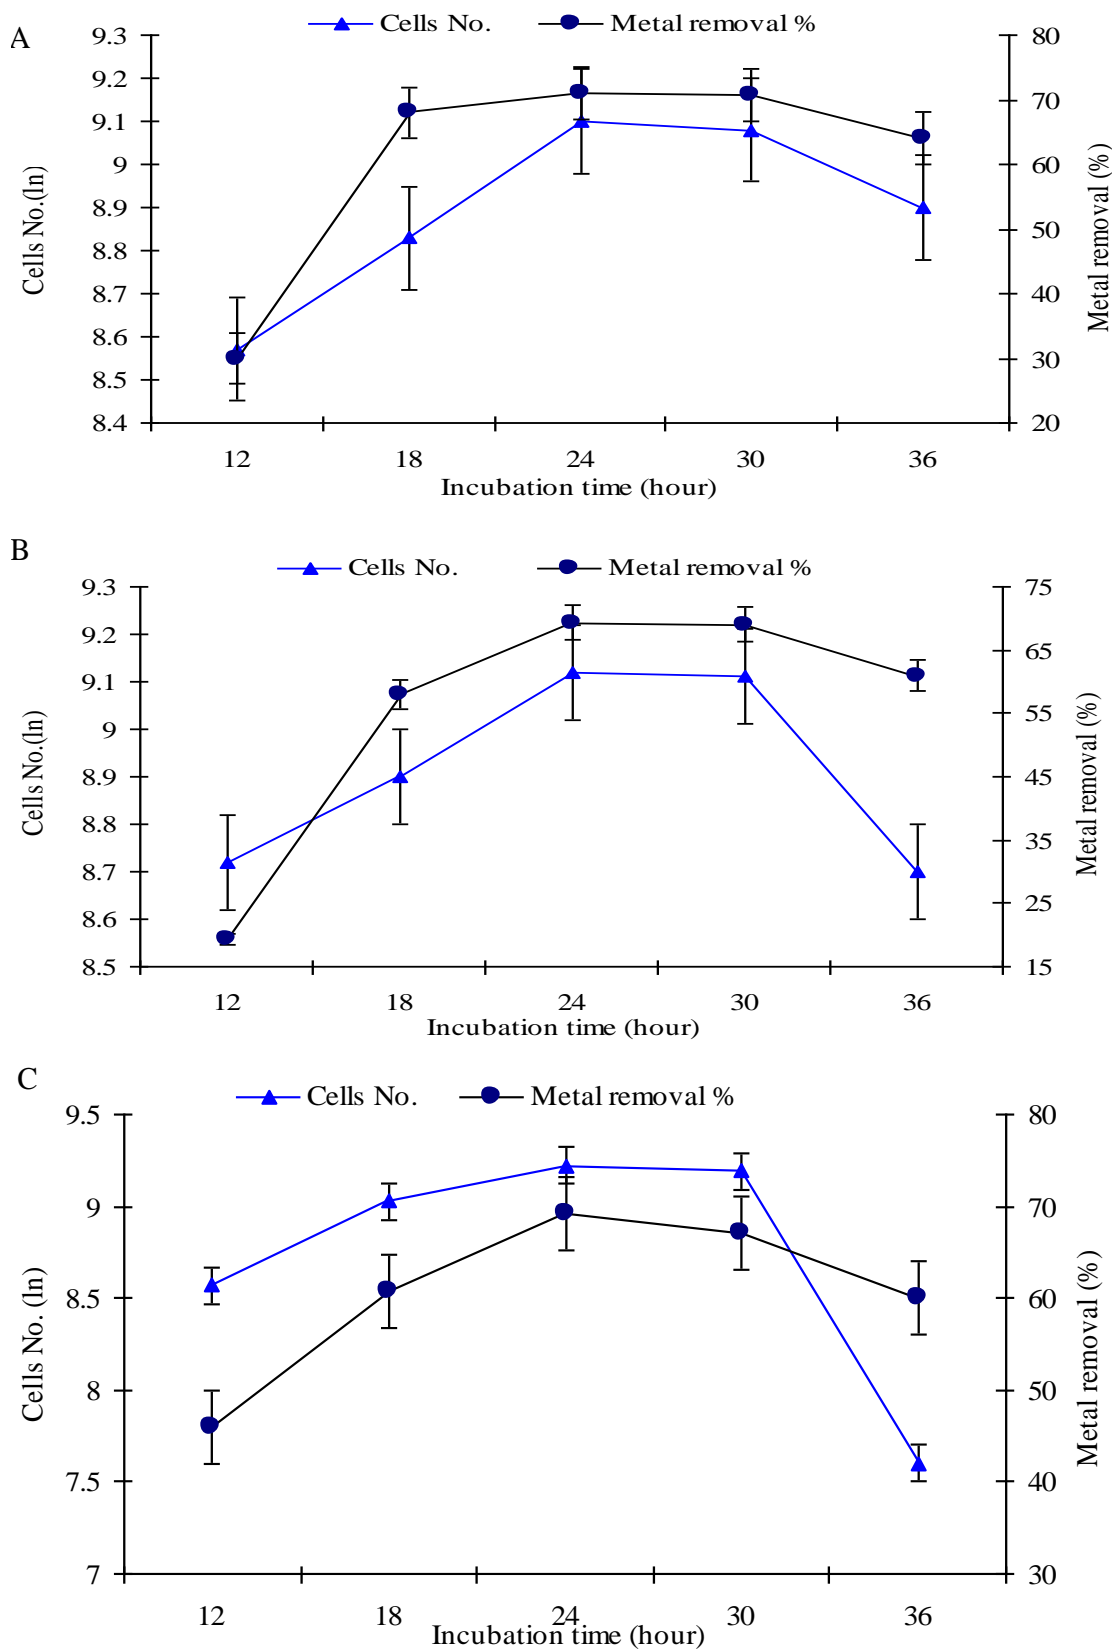 A
Cells No. Metal removal %
9.3 80
9.2 70
9.1
9 60
8.9 50
8.8
8.7 40
8.6 30
8.5
8.4 20
Cells No.(ln)
Metal removal (%)
12 18 24 30 36
Incubation time (hour)
B
Cells No. Metal removal %
9.3 75
9.2 65
9.1
9 55
8.9 45
8.8 35
8.7
8.6 25
8.5 15
Cells No.(ln)
Metal removal (%)
12 18 24 30 36
Incubation time (hour)
C
Cells No. Metal removal %
9.5 80
9 70
8.5 60
8 50
7.5 40
7 30
Cells No. (ln)
Metal removal (%)
12 18 24 30 36
Incubation time (hour)